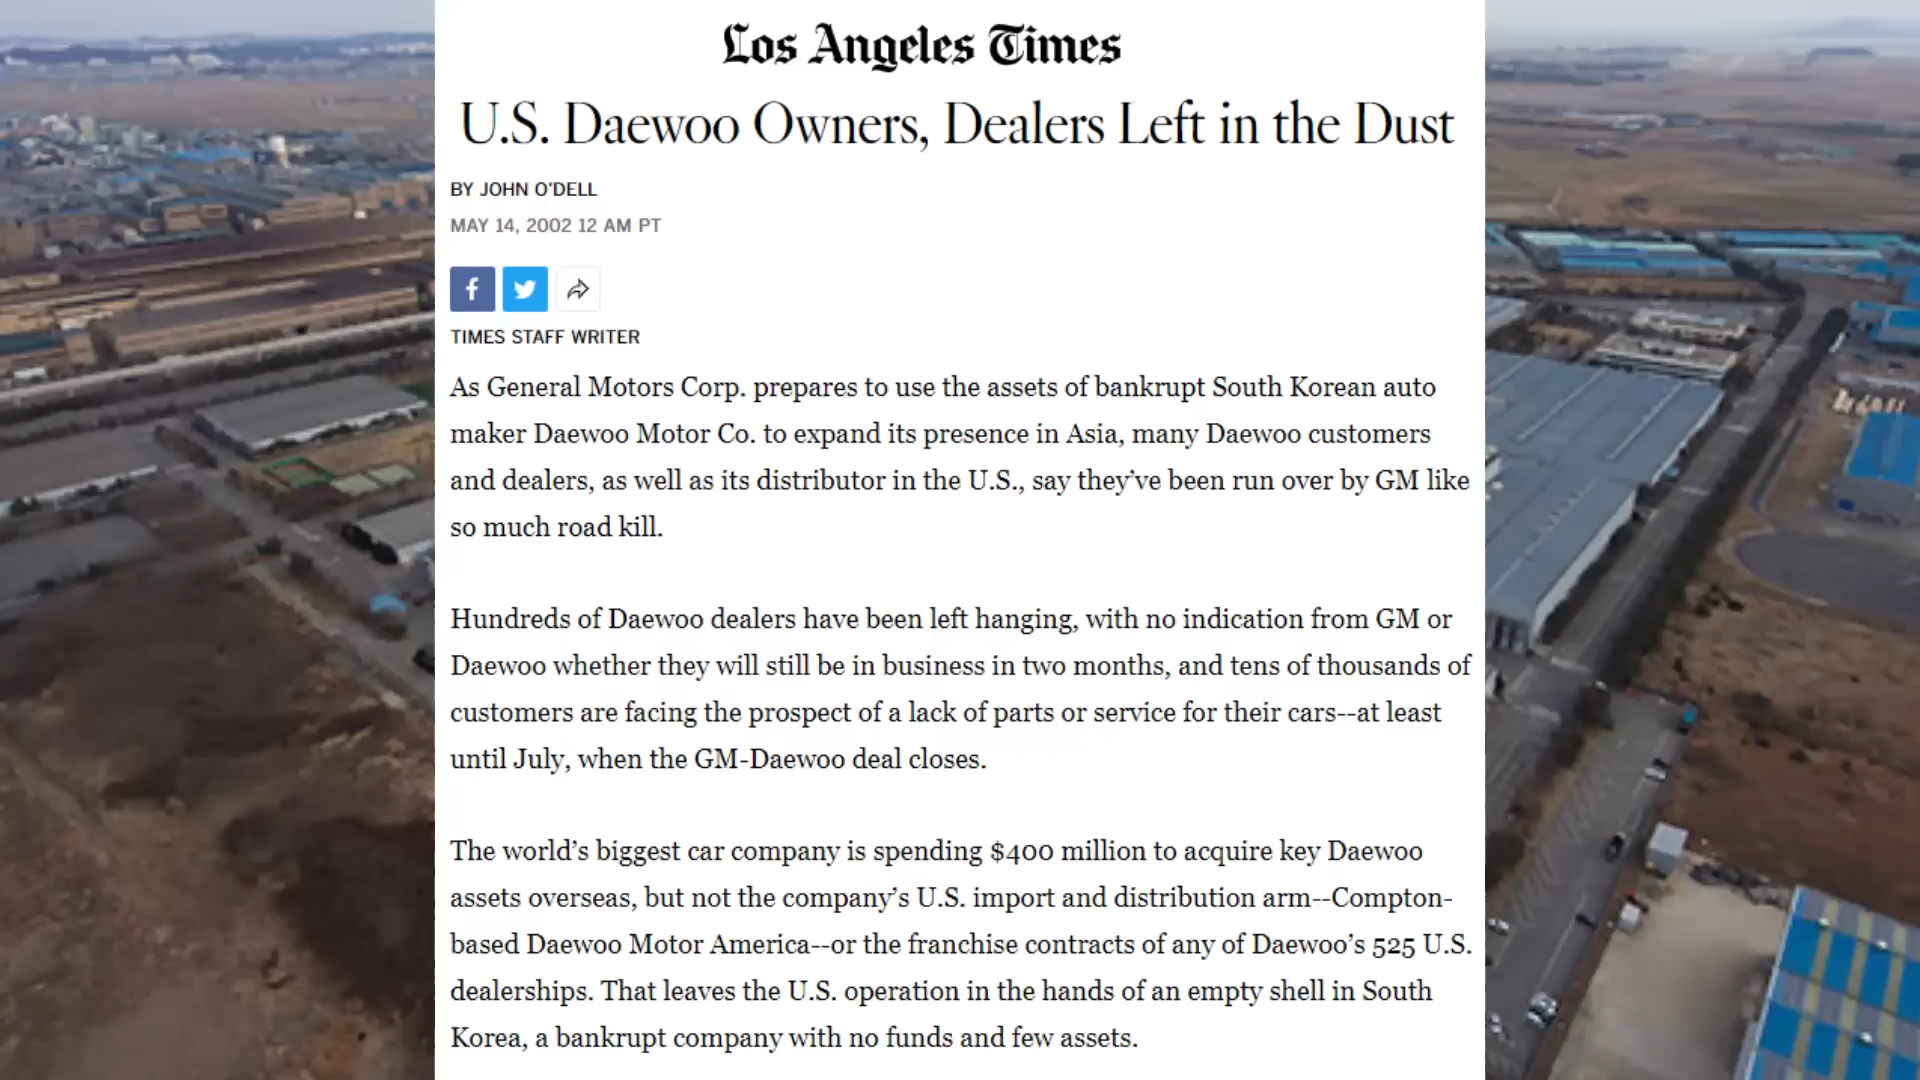 Los Angeles Times
U.S. Daewoo Owners, Dealers Left in the Dust
BY JOHN O'DELL
MAY 14, 2002 12 AM PT
TIMES STAFF WRITER
As General Motors Corp. prepares to use the assets of bankrupt South Korean auto
maker Daewoo Motor Co. to expand its presence in Asia, many Daewoo customers
and dealers, as well as its distributor in the U.S., say they’ve been run over by GM like
so much road kill.
Hundreds of Daewoo dealers have been left hanging, with no indication from GM or
Daewoo whether they will still be in business in two months, and tens of thousands of
customers are facing the prospect of a lack of parts or service for their cars--at least
until July, when the GM-Daewoo deal closes.
The world’s biggest car company is spending $400 million to acquire key Daewoo
assets overseas, but not the company’s U.S. import and distribution arm--Compton-
based Daewoo Motor America--or the franchise contracts of any of Daewoo’s 525 U.S.
dealerships. That leaves the U.S. operation in the hands of an empty shell in South
Korea, a bankrupt company with no funds and few assets.